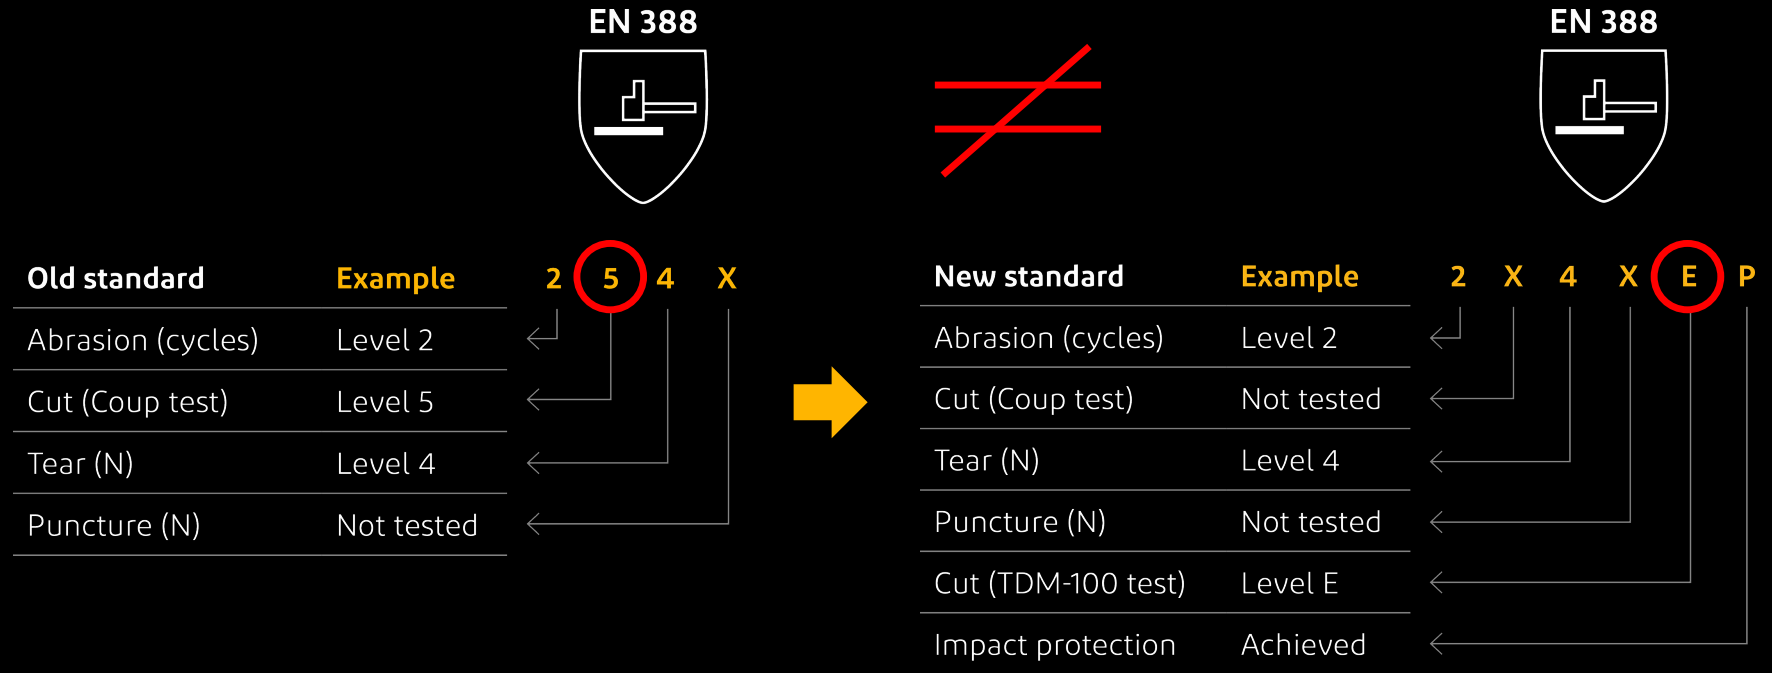 EN 388
Old standard Example 2 5 4 X
Abrasion (cycles) Level 2
Cut (Coup test) Level 5
Tear (N) Level 4
Puncture (N) Not tested
EN 388
New standard Example 2 X 4 X E P
Abrasion (cycles) Level 2
Cut (Coup test) Not tested
Tear (N) Level 4
Puncture (N) Not tested
Cut (TDM-100 test) Level E
Impact protection Achieved